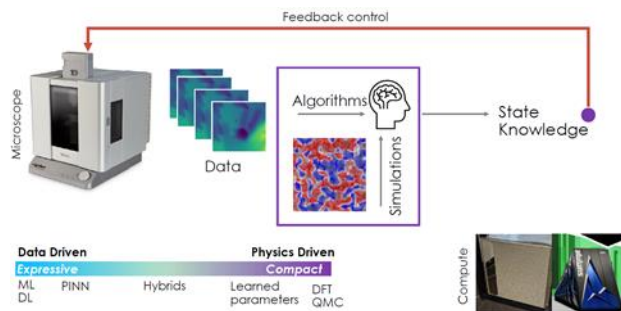 Feedback control
Microscope
Data
Algorithms
Simulations
State
Knowledge
Data Driven
Physics Driven
Expressive
Compact
ML
DL
PINN
Hybrids
Learned
parameters
DFT
QMC
Compute